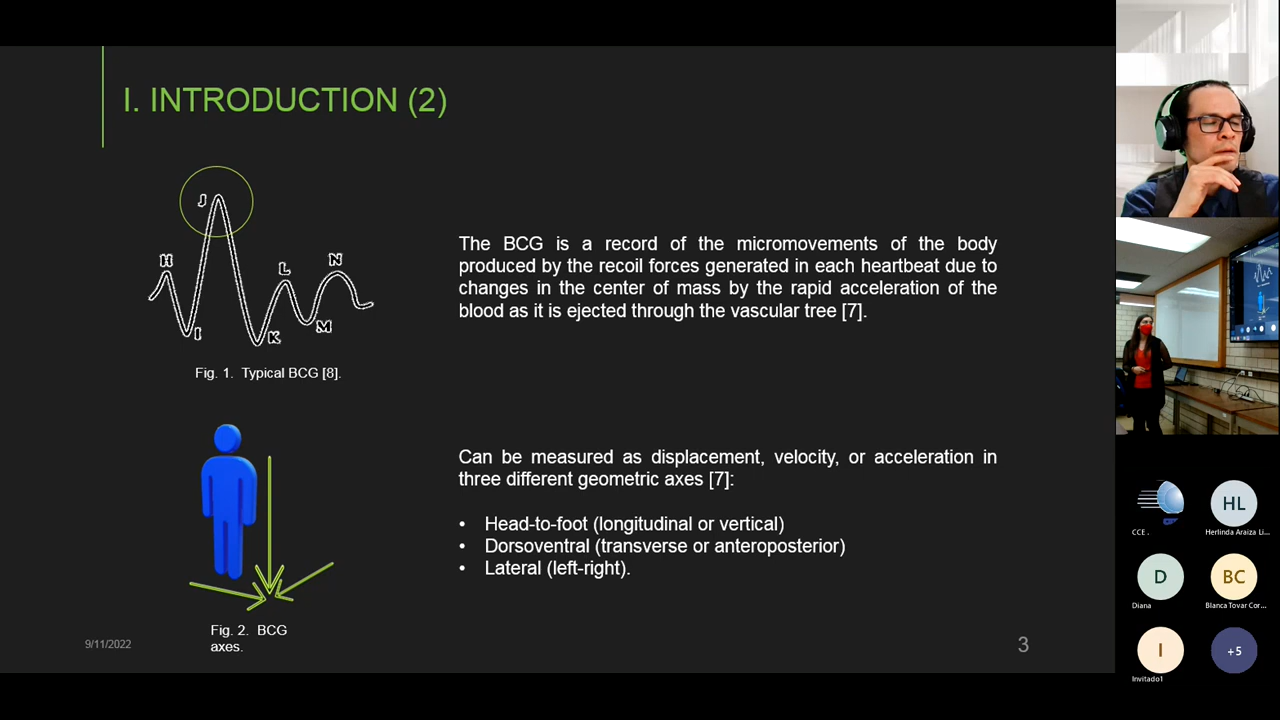 I. INTRODUCTION (2)
J
H
L
N
I
K
M
Fig. 1. Typical BCG [8].
The BCG is a record of the micromovements of the body
produced by the recoil forces generated in each heartbeat due to
changes in the center of mass by the rapid acceleration of the
blood as it is ejected through the vascular tree [7].
Can be measured as displacement, velocity, or acceleration in
three different geometric axes [7]:
• Head-to-foot (longitudinal or vertical)
• Dorsoventral (transverse or anteroposterior)
• Lateral (left-right).
Fig. 2. BCG
axes.
9/11/2022
3
CCE .
HL
Herlinda Araiza Li...
D
Diana
BC
Blanca Tovar Cor...
I
Invitado1
+5